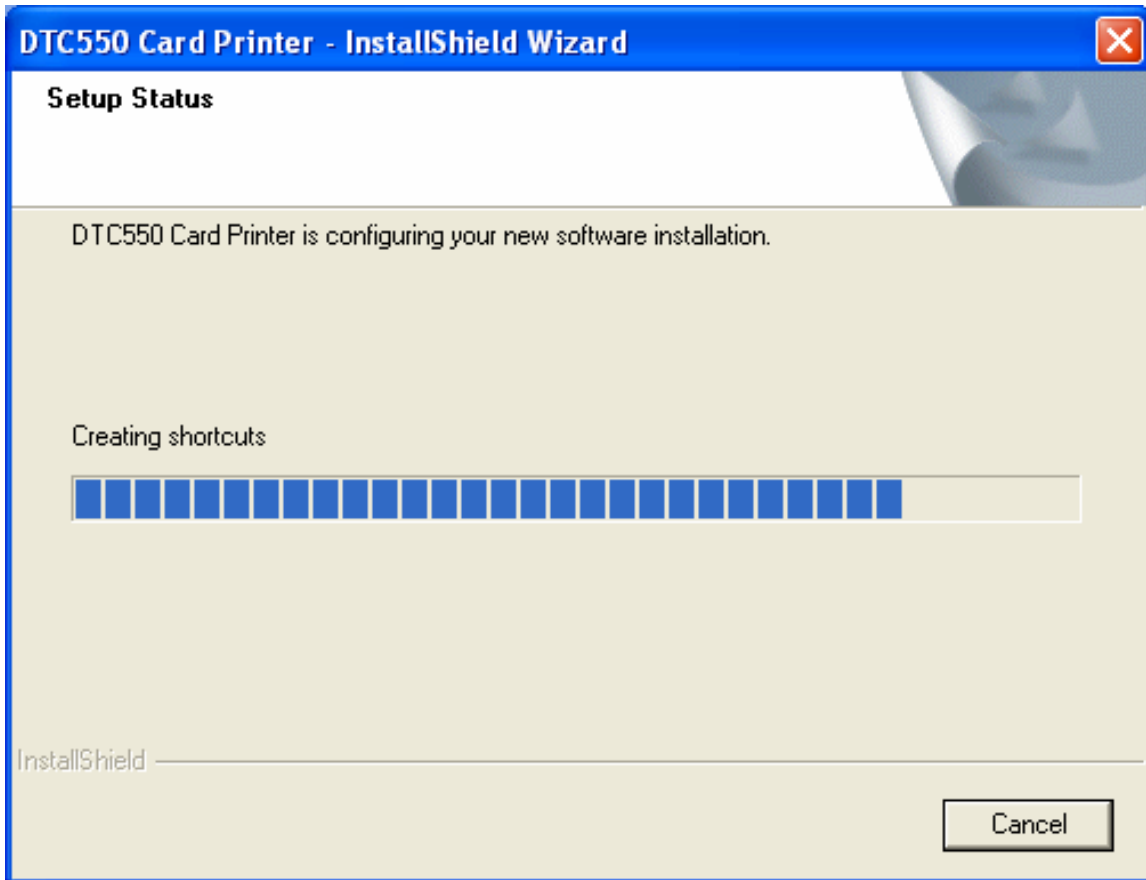 DTC550 Card Printer - InstallShield Wizard
Setup Status
DTC550 Card Printer is configuring your new software installation.
Creating shortcuts
InstallShield
Cancel